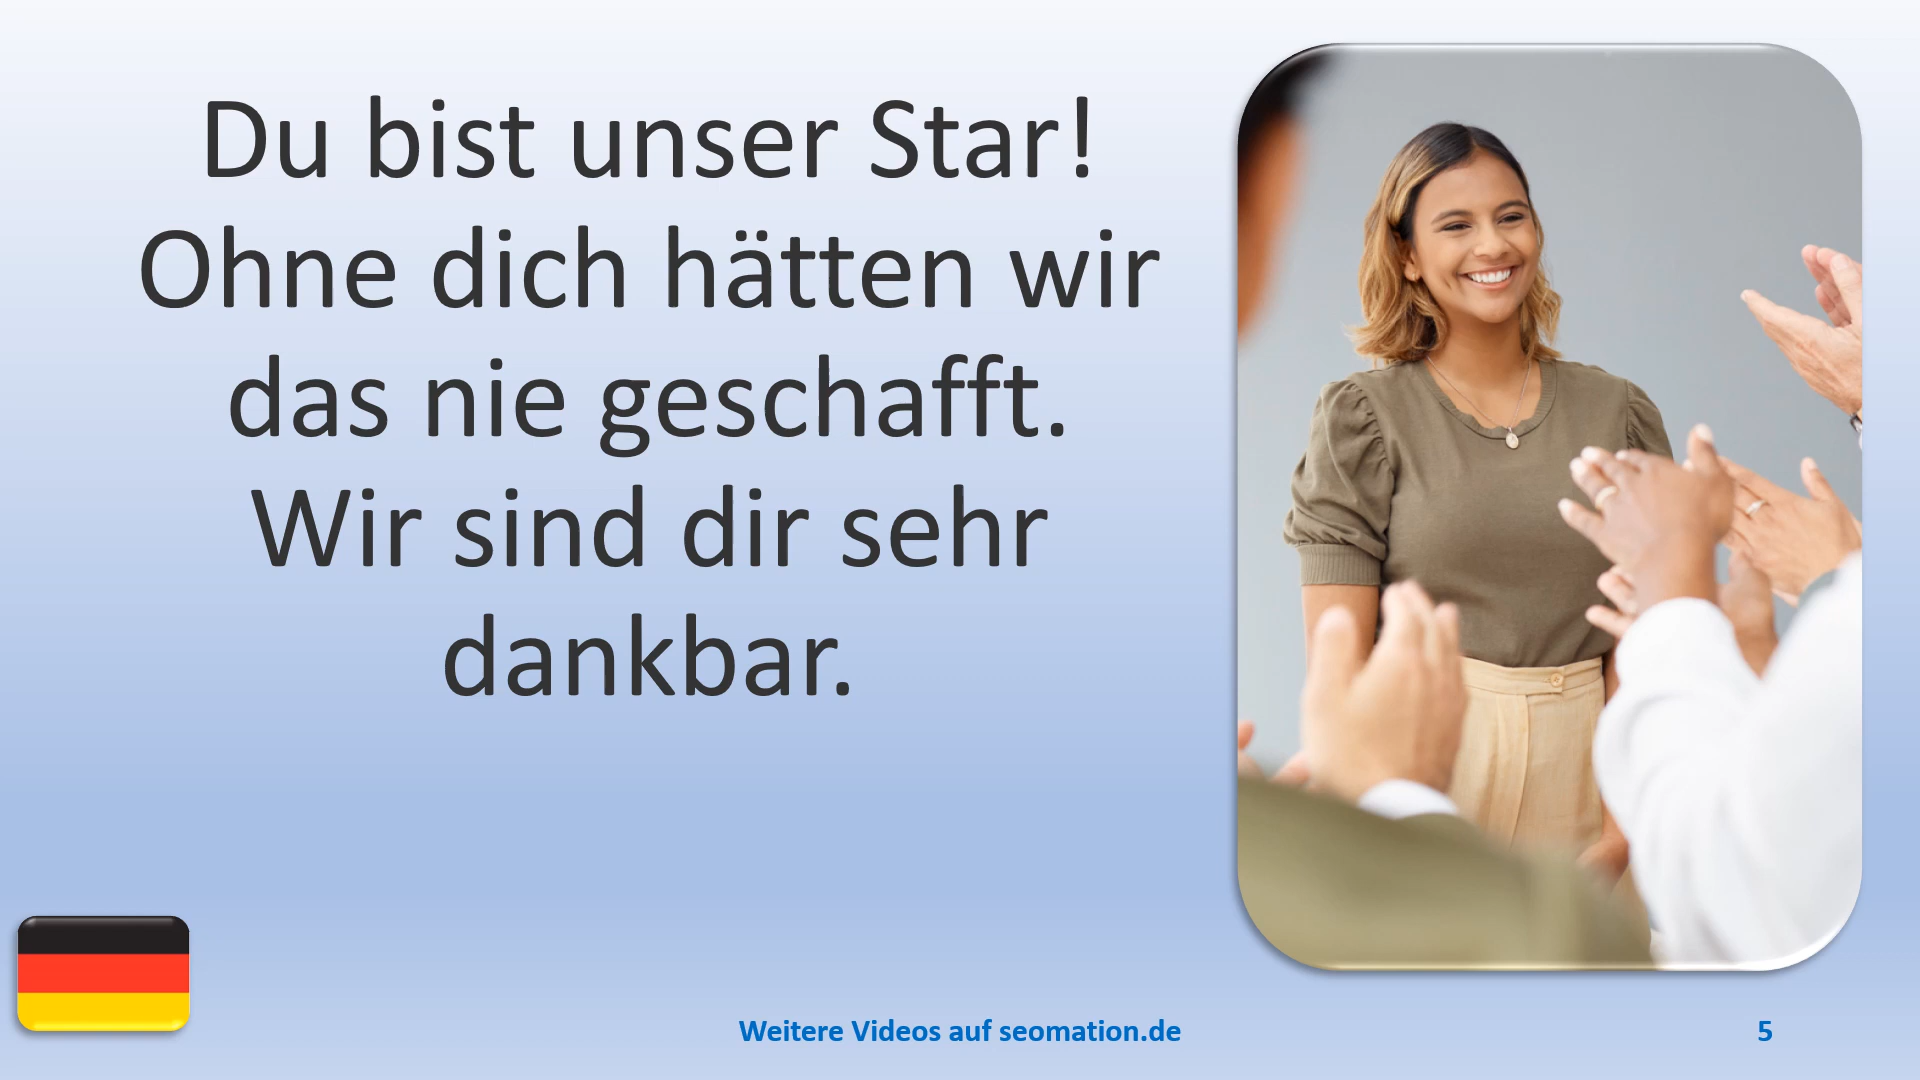 Du bist unser Star!
Ohne dich hätten wir
das nie geschafft.
Wir sind dir sehr
dankbar.
Weitere Videos auf seomation.de
5